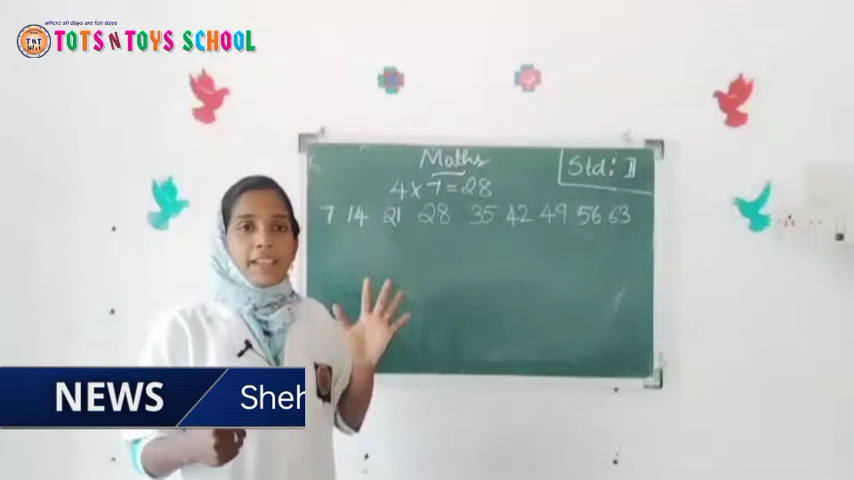 where all days are fun days
TOTS N TOYS SCHOOL
TNT
Maths
Std: II
4 x 7 = 28
7 14 21 28 35 42 49 56 63
NEWS Sheh